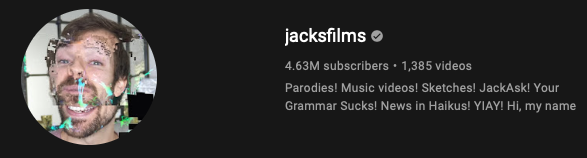 jacksfilms
4.63M subscribers • 1,385 videos
Parodies! Music videos! Sketches! JackAsk! Your
Grammar Sucks! News in Haikus! YIAY! Hi, my name